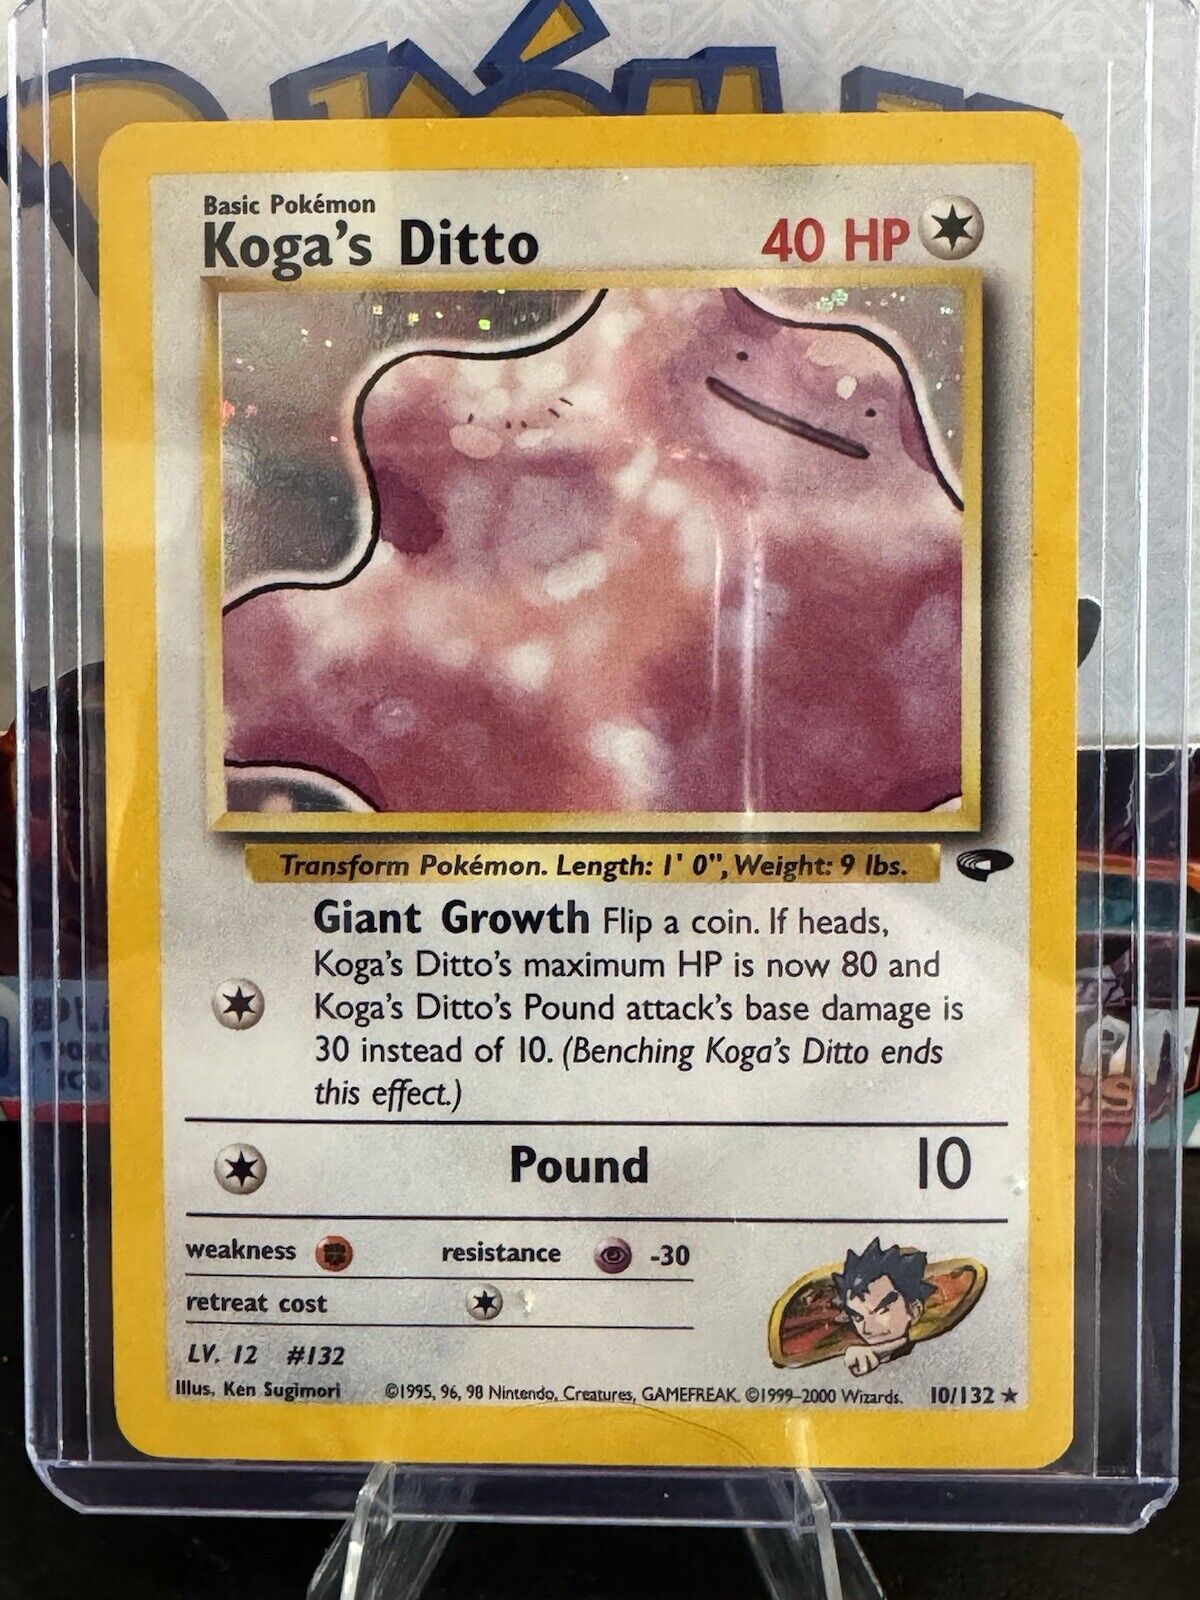 Basic Pokémon
Koga's Ditto 40 HP
Transform Pokémon. Length: 1' 0", Weight: 9 lbs.
Giant Growth Flip a coin. If heads,
Koga's Ditto's maximum HP is now 80 and
Koga's Ditto's Pound attack's base damage is
30 instead of 10. (Benching Koga's Ditto ends
this effect.)
Pound 10
weakness resistance -30
retreat cost
LV. 12 #132
Illus. Ken Sugimori ©1995, 96, 98 Nintendo, Creatures, GAMEFREAK. ©1999-2000 Wizards. 10/132 ★